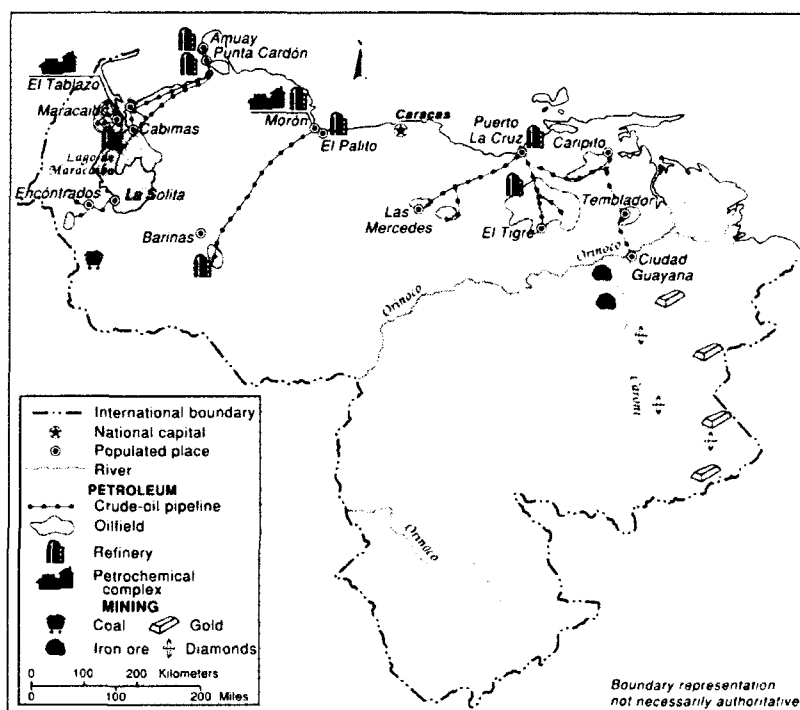 Amuay
Punta Cardón
El Tablazo
Maracaibo
Cabimas
Lago de
Maracaibo
Encontrados
La Solita
Barinas
Morón
El Palito
Caracas
Puerto
La Cruz
Caripito
Las
Mercedes
El Tigre
Temblador
Orinoco
Ciudad
Guayana
Orinoco
Caroni
Orinoco
International boundary
National capital
Populated place
River
PETROLEUM
Crude-oil pipeline
Oilfield
Refinery
Petrochemical
complex
MINING
Coal Gold
Iron ore Diamonds
0 100 200 Kilometers
0 100 200 Miles
Boundary representation
not necessarily authoritative